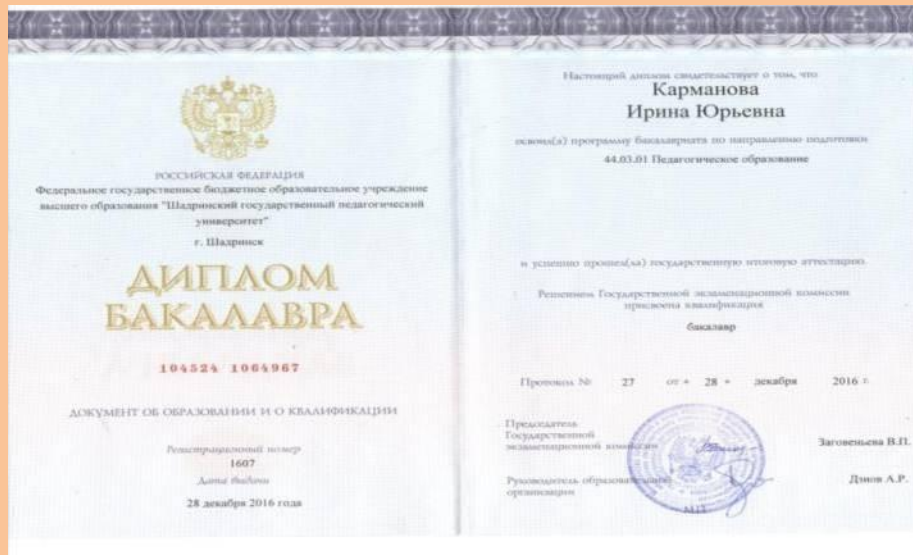 РОССИЙСКАЯ ФЕДЕРАЦИЯ
Федеральное государственное бюджетное образовательное учреждение
высшего образования "Шадринский государственный педагогический
университет"
г. Шадринск
ДИПЛОМ
БАКАЛАВРА
104524 1064967
ДОКУМЕНТ ОБ ОБРАЗОВАНИИ И О КВАЛИФИКАЦИИ
Регистрационный номер
1607
Дата выдачи
28 декабря 2016 года
Настоящий диплом свидетельствует о том, что
Карманова
Ирина Юрьевна
освоил(а) программу бакалавриата по направлению подготовки
44.03.01 Педагогическое образование
и успешно прошел(ла) государственную итоговую аттестацию.
Решением Государственной экзаменационной комиссии
присвоена квалификация
бакалавр
Протокол № 27 от « 28 » декабря 2016 г.
Председатель
Государственной
экзаменационной комиссии
Заговеньева В.П.
Руководитель образовательной
организации
Дзиов А.Р.
М.П.